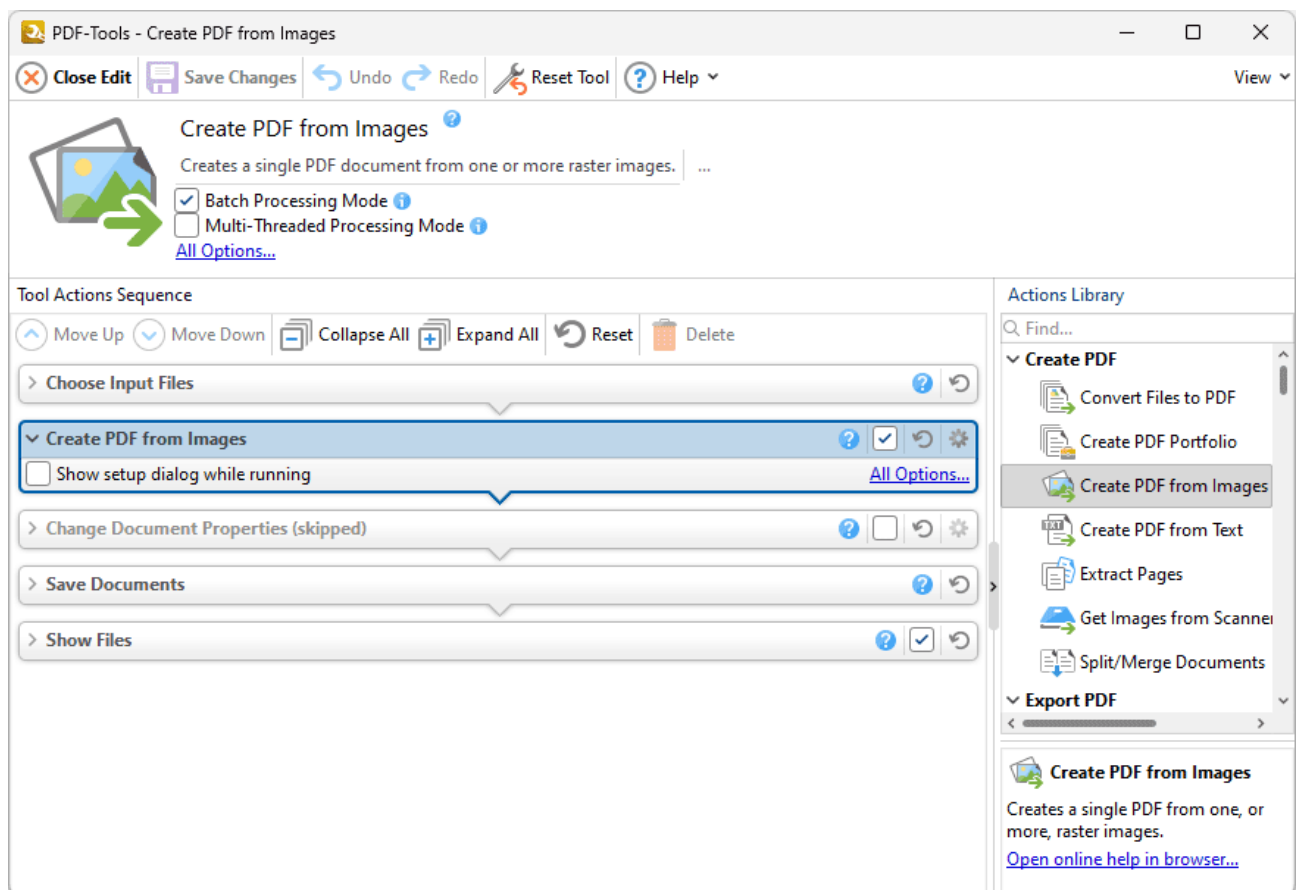 PDF-Tools - Create PDF from Images
Close Edit Save Changes Undo Redo Reset Tool Help View
Create PDF from Images
Creates a single PDF document from one or more raster images. ...
Batch Processing Mode
Multi-Threaded Processing Mode
All Options...
Tool Actions Sequence
Move Up Move Down Collapse All Expand All Reset Delete
Choose Input Files
Create PDF from Images
Show setup dialog while running All Options...
Change Document Properties (skipped)
Save Documents
Show Files
Actions Library
Find...
Create PDF
Convert Files to PDF
Create PDF Portfolio
Create PDF from Images
TXT Create PDF from Text
Extract Pages
Get Images from Scanner
Split/Merge Documents
Export PDF
Create PDF from Images
Creates a single PDF from one, or
more, raster images.
Open online help in browser...